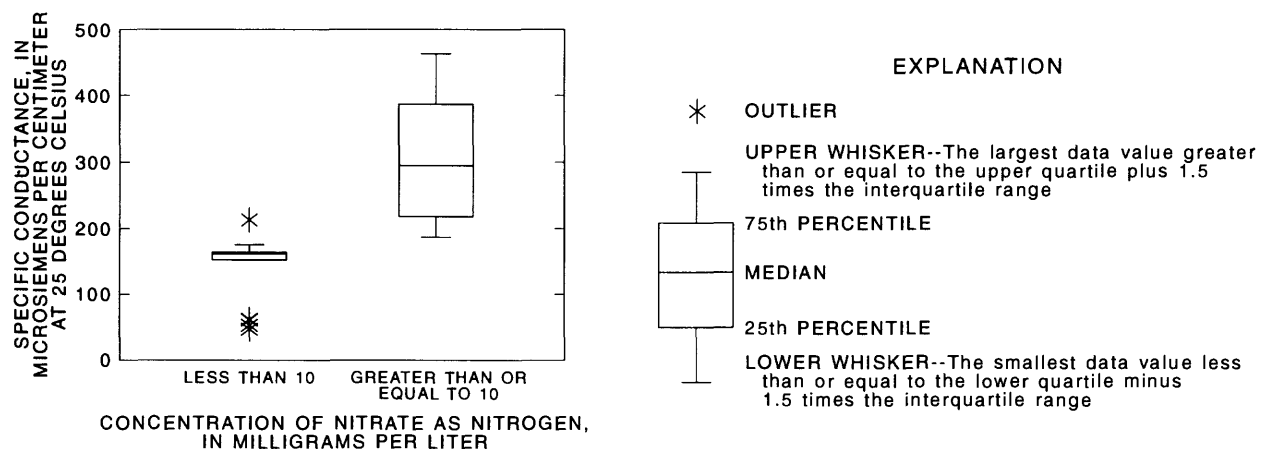 SPECIFIC CONDUCTANCE, IN
MICROSIEMENS PER CENTIMETER
AT 25 DEGREES CELSIUS
500
400
300
200
100
0
LESS THAN 10
GREATER THAN OR
EQUAL TO 10
CONCENTRATION OF NITRATE AS NITROGEN,
IN MILLIGRAMS PER LITER
EXPLANATION
OUTLIER
UPPER WHISKER--The largest data value greater
than or equal to the upper quartile plus 1.5
times the interquartile range
75th PERCENTILE
MEDIAN
25th PERCENTILE
LOWER WHISKER--The smallest data value less
than or equal to the lower quartile minus
1.5 times the interquartile range